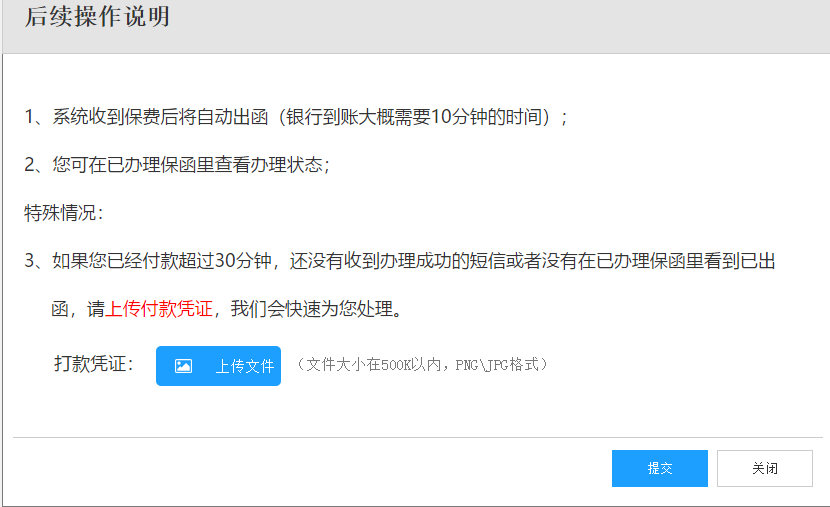 后续操作说明
1、系统收到保费后将自动出函（银行到账大概需要10分钟的时间）;
2、您可在已办理保函里查看办理状态;
特殊情况：
3、如果您已经付款超过30分钟，还没有收到办理成功的短信或者没有在已办理保函里看到已出
函，请上传付款凭证，我们会快速为您处理。
打款凭证： 上传文件 （文件大小在500K以内，PNG\JPG格式）
提交 关闭